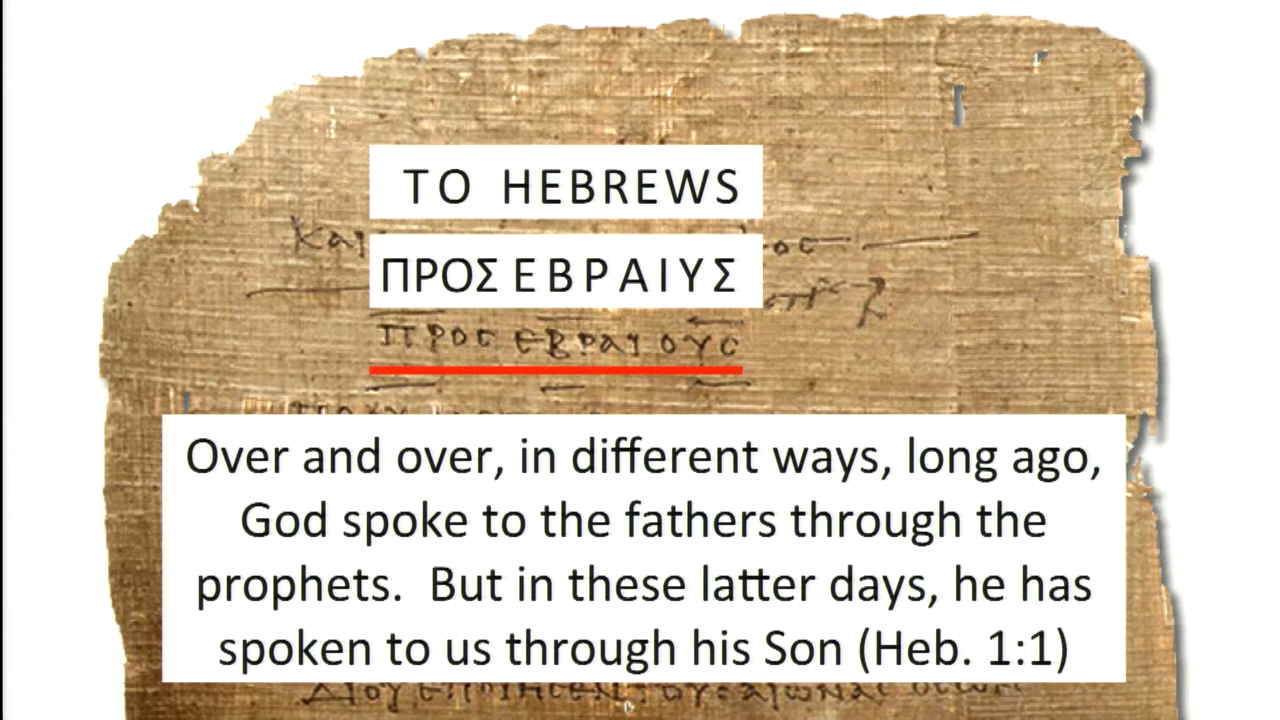 TO HEBREWS
Και
ος
ΠΡΟΣ ΕΒΡΑΙΥΣ
προς εβραιους
Over and over, in different ways, long ago,
God spoke to the fathers through the
prophets. But in these latter days, he has
spoken to us through his Son (Heb. 1:1)